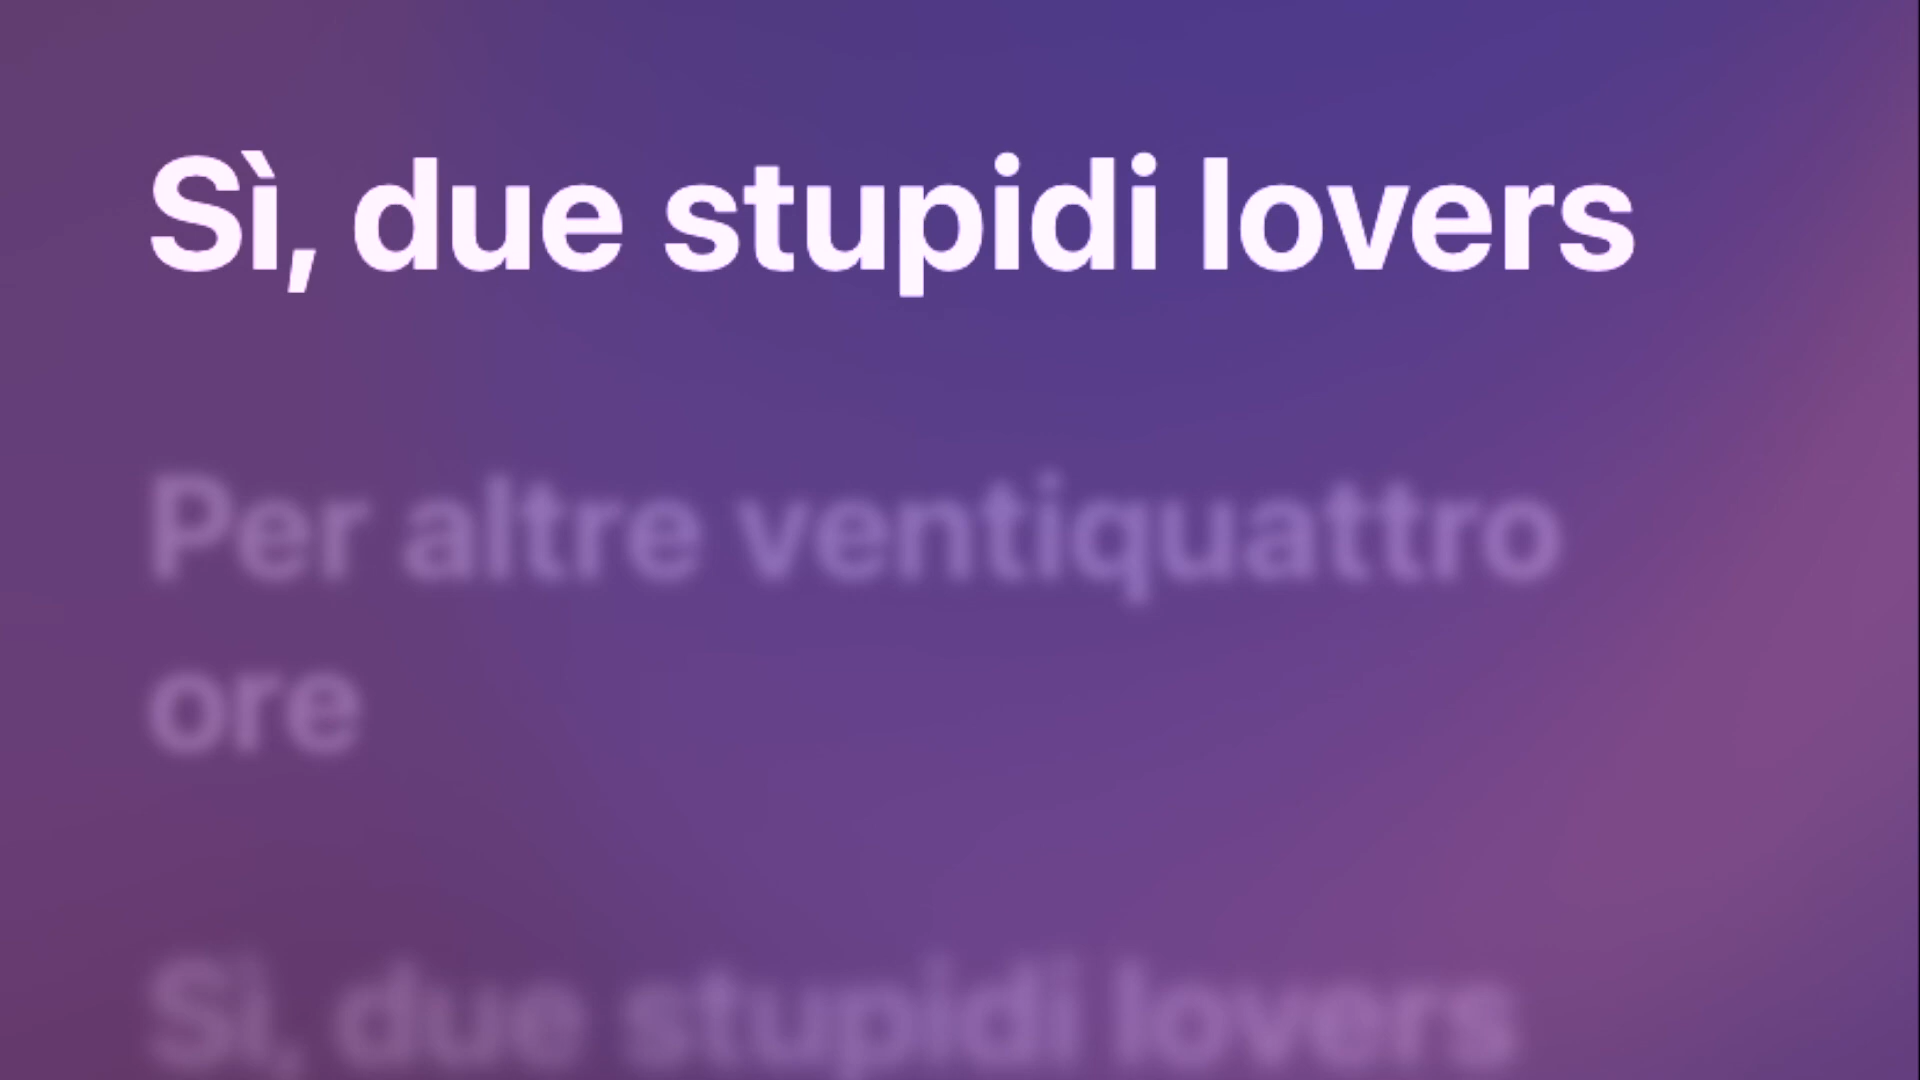 Sì, due stupidi lovers
Per altre ventiquattro
ore
Sì, due stupidi lovers